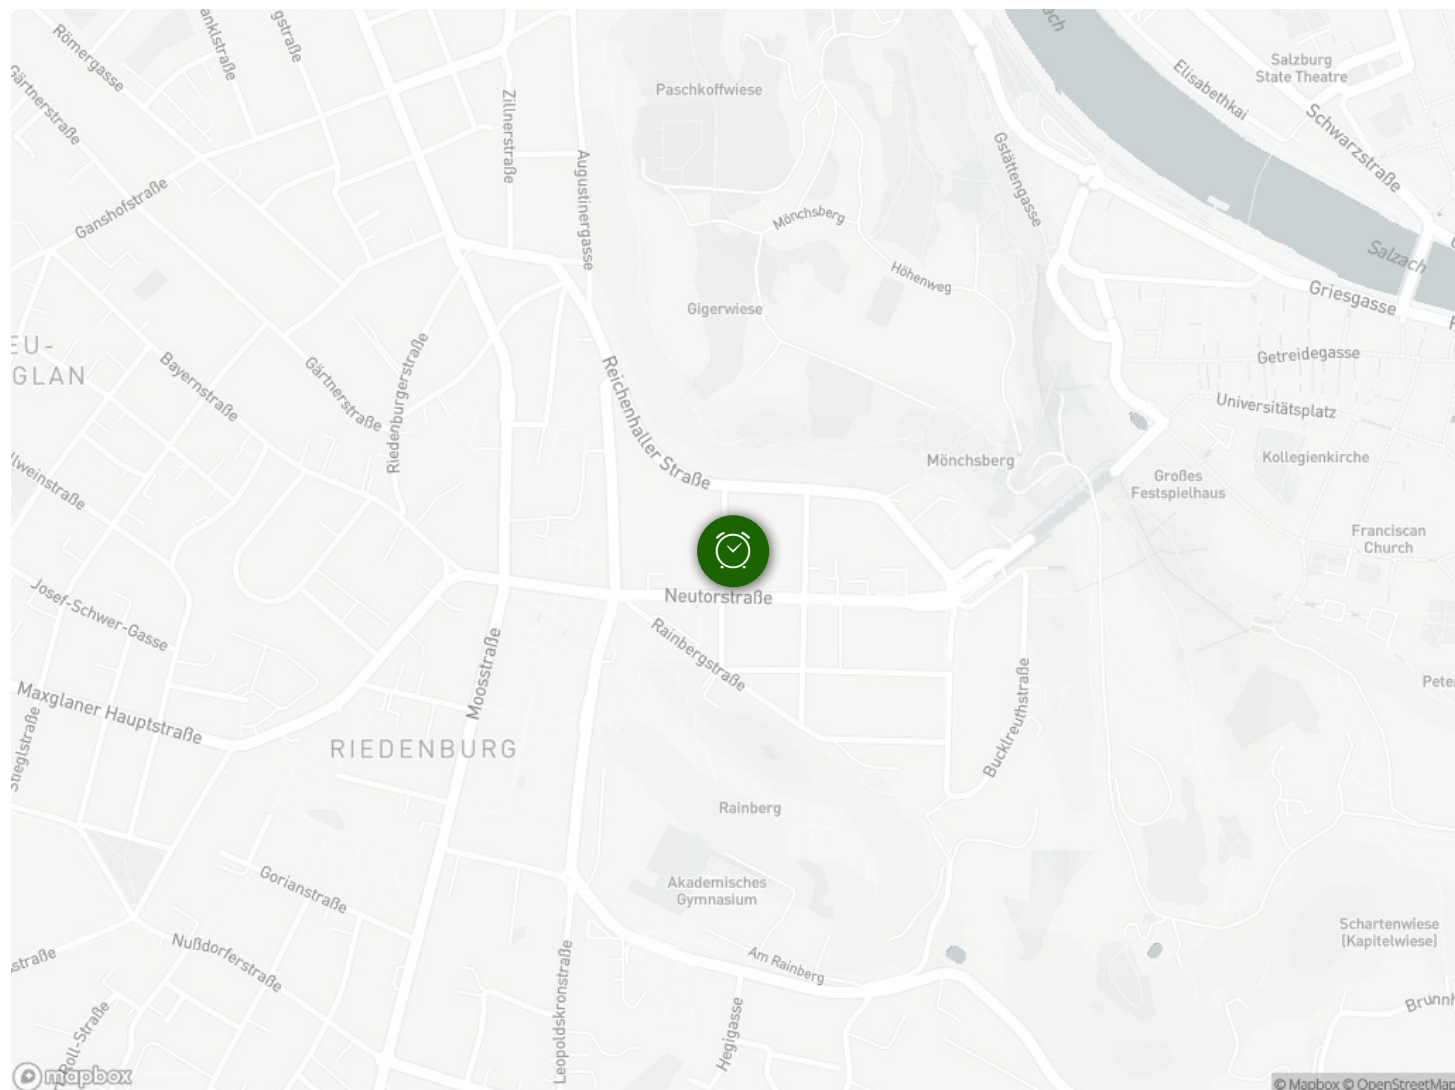 Römergasse
Gärtnerstraße
Zillnerstraße
Augustinergasse
Paschkoffwiese
Gstättengasse
Elisabethkai
Salzburg
State Theatre
Schwarzstraße
Ganshofstraße
Mönchsberg
Höhenweg
Salzach
Griesgasse
Gigerwiese
GLAN
Bayernstraße
Gärtnerstraße
Riedenburgerstraße
Reichenhaller Straße
Getreidegasse
Universitätsplatz
Mönchsberg
Großes
Festspielhaus
Kollegienkirche
Franciscan
Church
Josef-Schwer-Gasse
Neutorstraße
Rainbergstraße
Moosstraße
Bucklreuthstraße
Maxglaner Hauptstraße
Stieglstraße
RIEDENBURG
Rainberg
Akademisches
Gymnasium
Gorianstraße
Nußdorferstraße
Leopoldskronstraße
Am Rainberg
Hegigasse
Schartenwiese
(Kapitelwiese)
mapbox
© Mapbox © OpenStreetMap